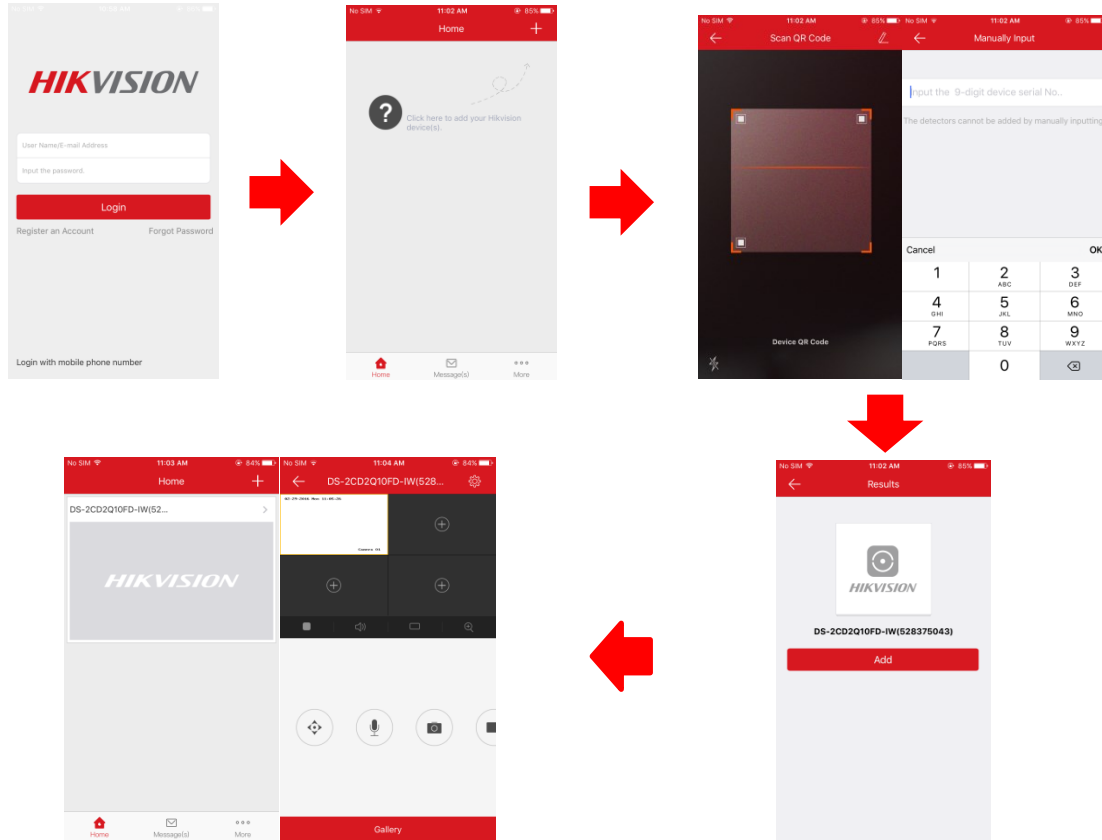 HIKVISION
User Name/E-mail Address
Input the password.
Login
Register an Account Forgot Password
Login with mobile phone number
No SIM 11:02 AM 85%
Home
Click here to add your Hikvision
device(s).
Home Message(s) More
No SIM 11:02 AM 85%
Scan QR Code
Device QR Code
No SIM 11:02 AM 85%
Manually Input
Input the 9-digit device serial No..
The detectors cannot be added by manually inputting
Cancel OK
1 2 3
ABC DEF
4 5 6
GHI JKL MNO
7 8 9
PQRS TUV WXYZ
0
No SIM 11:02 AM 85%
Results
HIKVISION
DS-2CD2Q10FD-IW(528375043)
Add
No SIM 11:03 AM 84%
Home
DS-2CD2Q10FD-IW(52...
HIKVISION
Home Message(s) More
No SIM 11:04 AM 84%
DS-2CD2Q10FD-IW(528...
Camera 01
Gallery